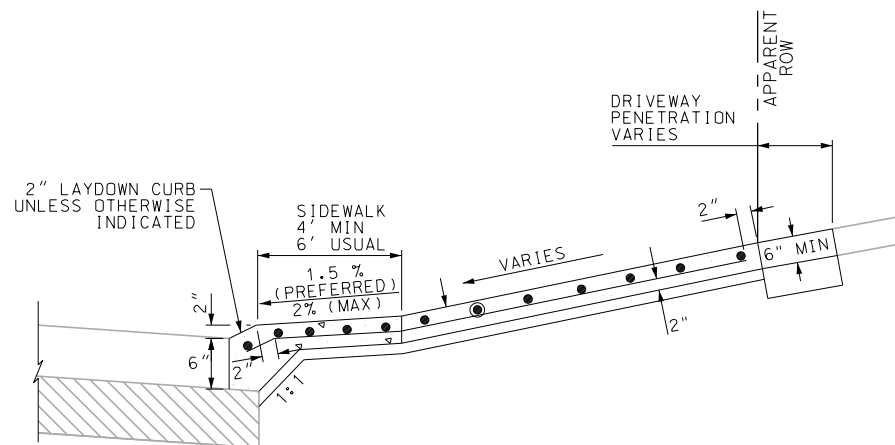 APPARENT
ROW
DRIVEWAY
PENETRATION
VARIES
2" LAYDOWN CURB
UNLESS OTHERWISE
INDICATED
SIDEWALK
4' MIN
6' USUAL
1.5 %
(PREFERRED)
2% (MAX)
VARIES
2"
6" MIN
2"
6"
2"
1:1
2"